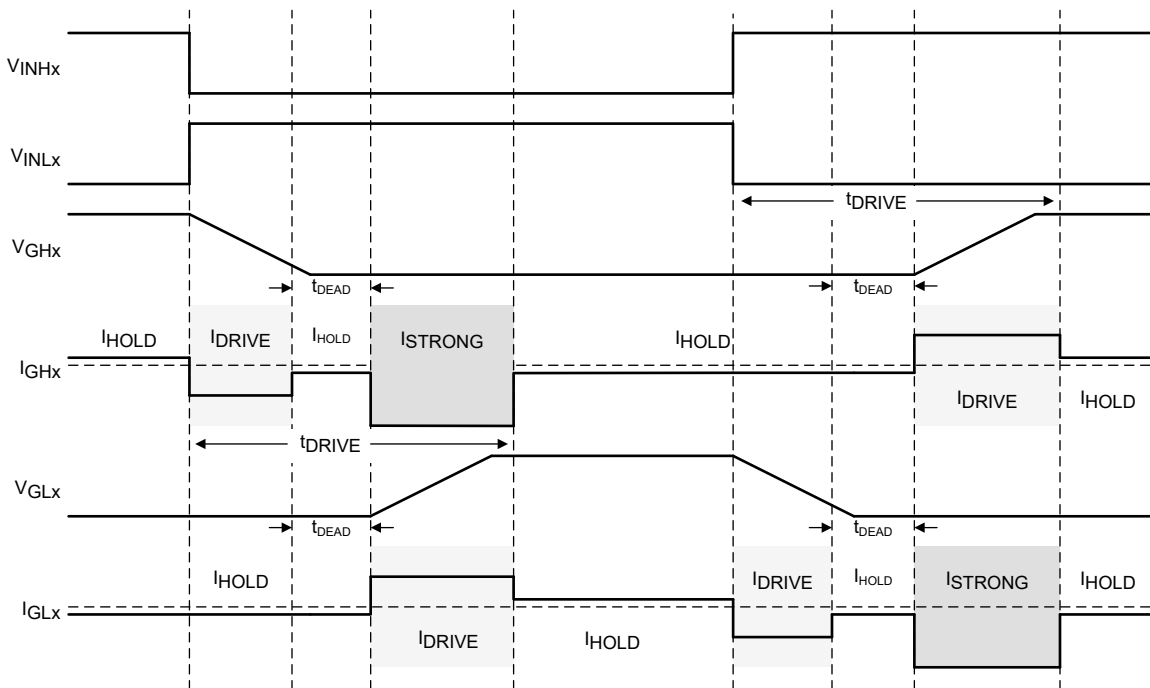 VINHx
VINLx
tDRIVE
VGHx
tDEAD
tDEAD
IHOLD
IDRIVE
IHOLD
ISTRONG
IHOLD
IGHx
IDRIVE
IHOLD
tDRIVE
VGLx
tDEAD
tDEAD
IHOLD
IDRIVE
IHOLD
ISTRONG
IHOLD
IGLx
IDRIVE
IHOLD